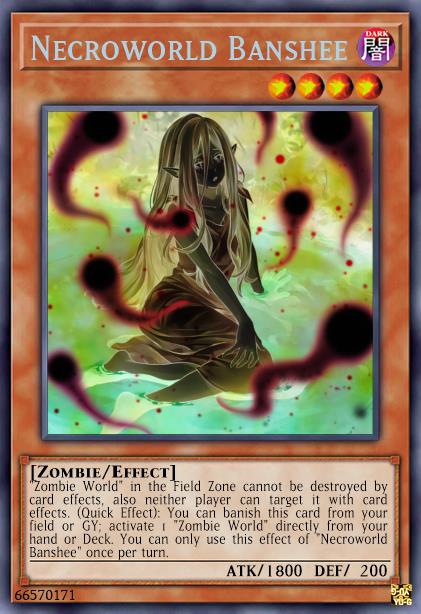 NECROWORLD BANSHEE
DARK
闇
[ZOMBIE/EFFECT]
"Zombie World" in the Field Zone cannot be destroyed by
card effects, also neither player can target it with card
effects. (Quick Effect): You can banish this card from your
field or GY; activate 1 "Zombie World" directly from your
hand or Deck. You can only use this effect of "Necroworld
Banshee" once per turn.
ATK/1800 DEF/ 200
66570171